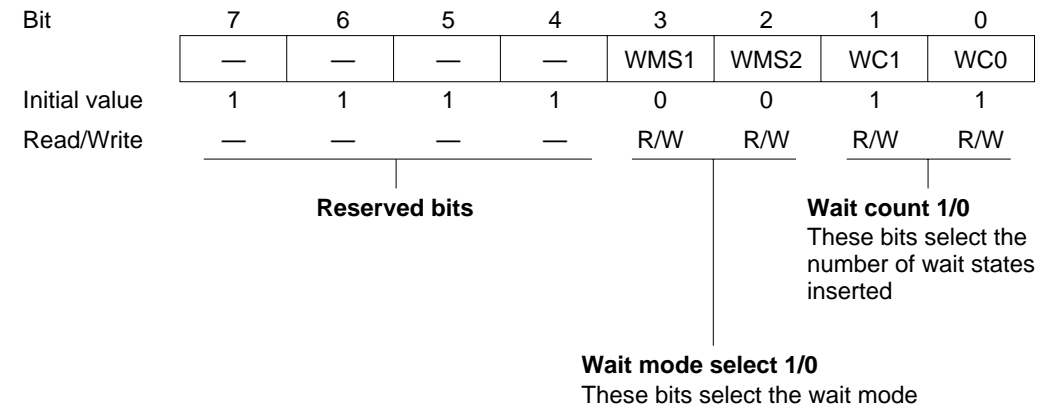 Bit 7 6 5 4 3 2 1 0
— — — — WMS1 WMS2 WC1 WC0
Initial value 1 1 1 1 0 0 1 1
Read/Write — — — — R/W R/W R/W R/W
Reserved bits
Wait count 1/0
These bits select the
number of wait states
inserted
Wait mode select 1/0
These bits select the wait mode